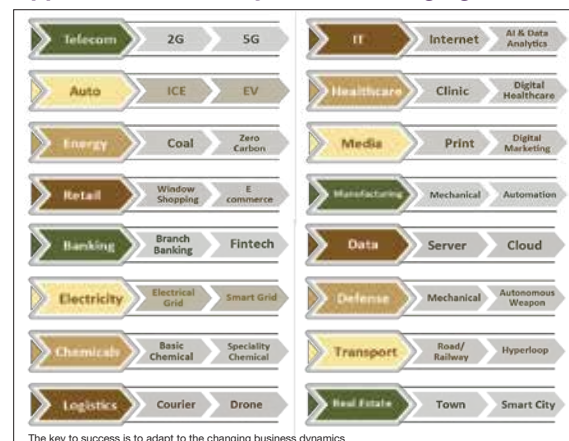 Telecom 2G 5G
Auto ICE EV
Energy Coal Zero
Carbon
Retail Window
Shopping E
commerce
Banking Branch
Banking Fintech
Electricity Electrical
Grid Smart Grid
Chemicals Basic
Chemical Speciality
Chemical
Logistics Courier Drone
IT Internet AI & Data
Analytics
Healthcare Clinic Digital
Healthcare
Media Print Digital
Marketing
Manufacturing Mechanical Automation
Data Server Cloud
Defense Mechanical Autonomous
Weapon
Transport Road/
Railway Hyperloop
Real Estate Town Smart City
The key to success is to adapt to the changing business dynamics